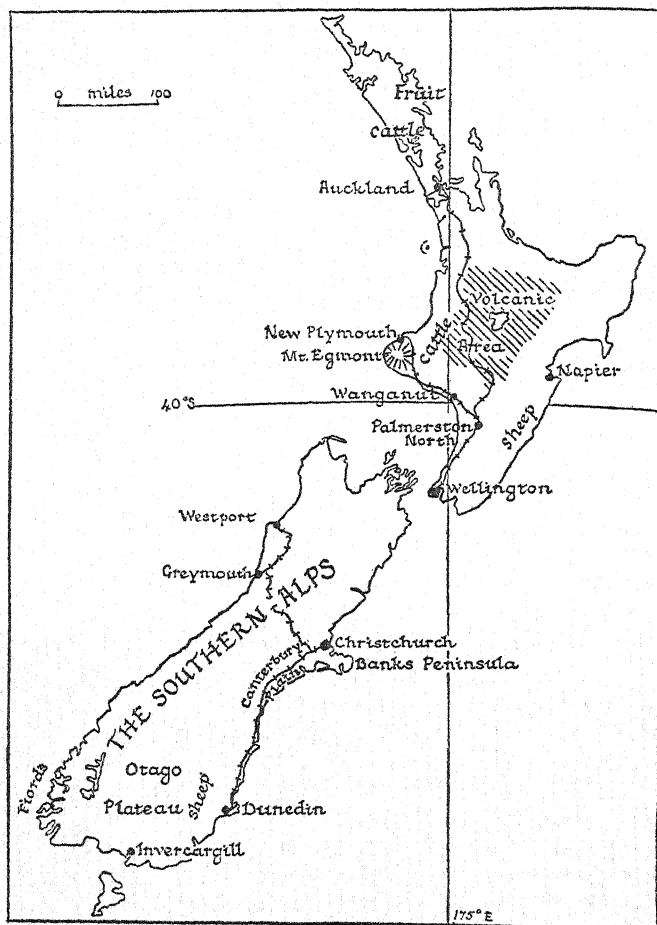 0 miles 100
Fruit
cattle
Auckland
Volcanic
Area
cattle
New Plymouth
Mt. Egmont
Napier
Wanganui
40°S
Palmerston
North
sheep
Wellington
Westport
Greymouth
THE SOUTHERN ALPS
Christchurch
Canterbury
Plains
Banks Peninsula
Fiords
Otago
Plateau
sheep
Dunedin
Invercargill
175° E